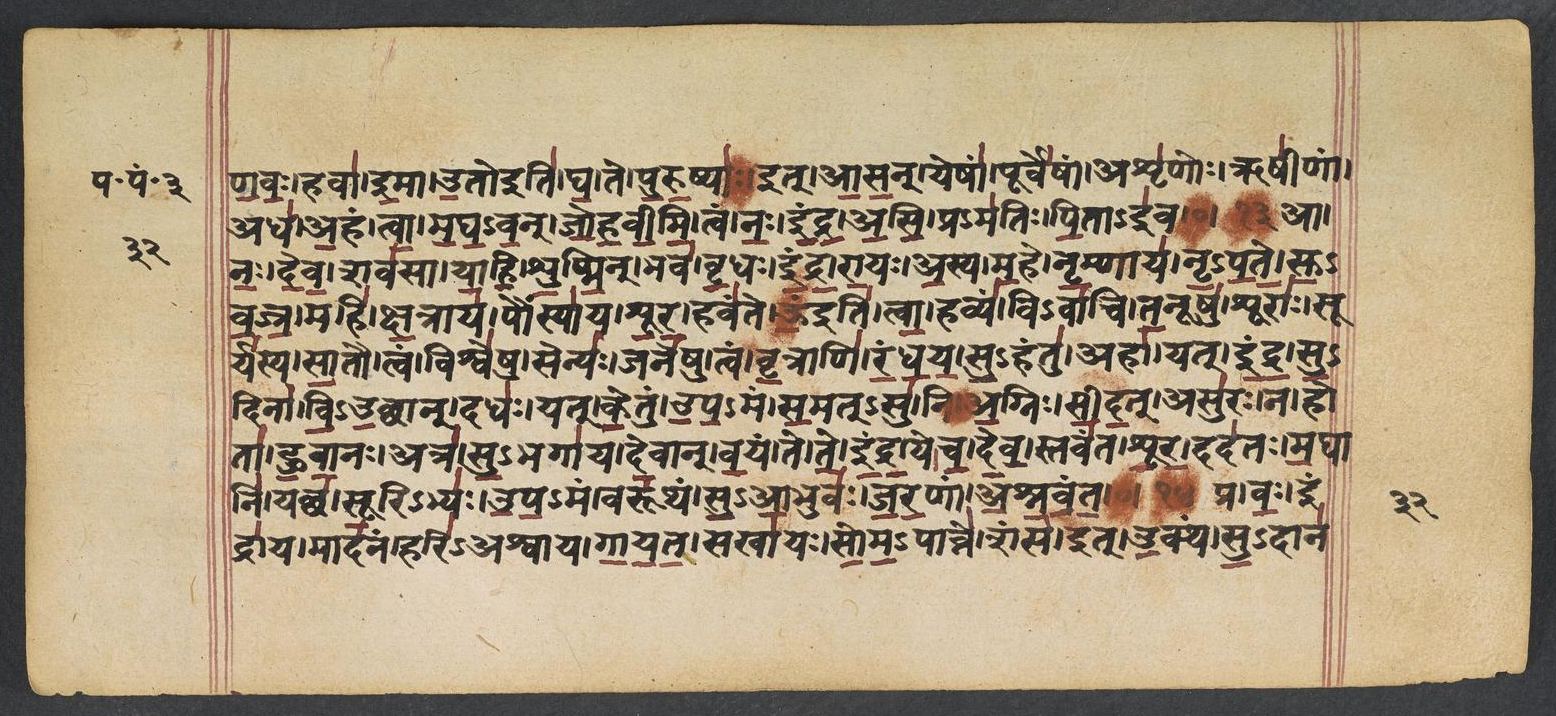 प॰पं॰३
३२
णवः।हवा।इमा।उतोइति।घ।ते।पुरुष्याः।इत्।आसन्।येषां।पूर्वेषां।अशृणोः।ऋषीणां।
अध।अहं।त्वा।मघऽवन्।जोहवीमि।त्वं।नः।इंद्र।असि।प्रऽमतिः।पिताऽइव।०। १३ आ।
नः।देव।शवसा।याहि।शुष्मिन्।भव।वृधः।इंद्र।रायः।अस्य।महे।नृम्णाय।नृऽपते।सुऽ
वज्र।महि।क्षत्राय।पौंस्याय।शूर।हवंते।ऊंइति।त्वा।हव्यं।विऽवाचि।तनूषु।शूराः।सू
र्यस्य।सातौ।त्वं।विश्वेषु।सेन्यः।जनेषु।त्वं।वृत्राणि।रंधय।सुऽहंतु।अहा।यत्।इंद्र।सुऽ
दिना।विऽउच्छान्।दधः।यत्।केतुं।उपऽमं।समत्ऽसु।नि।अग्निः।सीदत्।असुरः।न।हो
ता।हुवानः।अत्र।सुऽभगाय।देवान्।वयं।ते।ते।इंद्र।ये।च।देव।स्तवंत।शूर।ददतः।मघा
नि।यच्छ।सूरिऽभ्यः।उपऽमं।वरूथं।सुऽआभुवः।जरणां।अश्नवंत।०। १४ प्र।वः।इं
द्राय।मादनं।हरिऽअश्वाय।गायत।सखायः।सोमऽपाव्ने।शंस।इत्।उक्थं।सुऽदान
३२